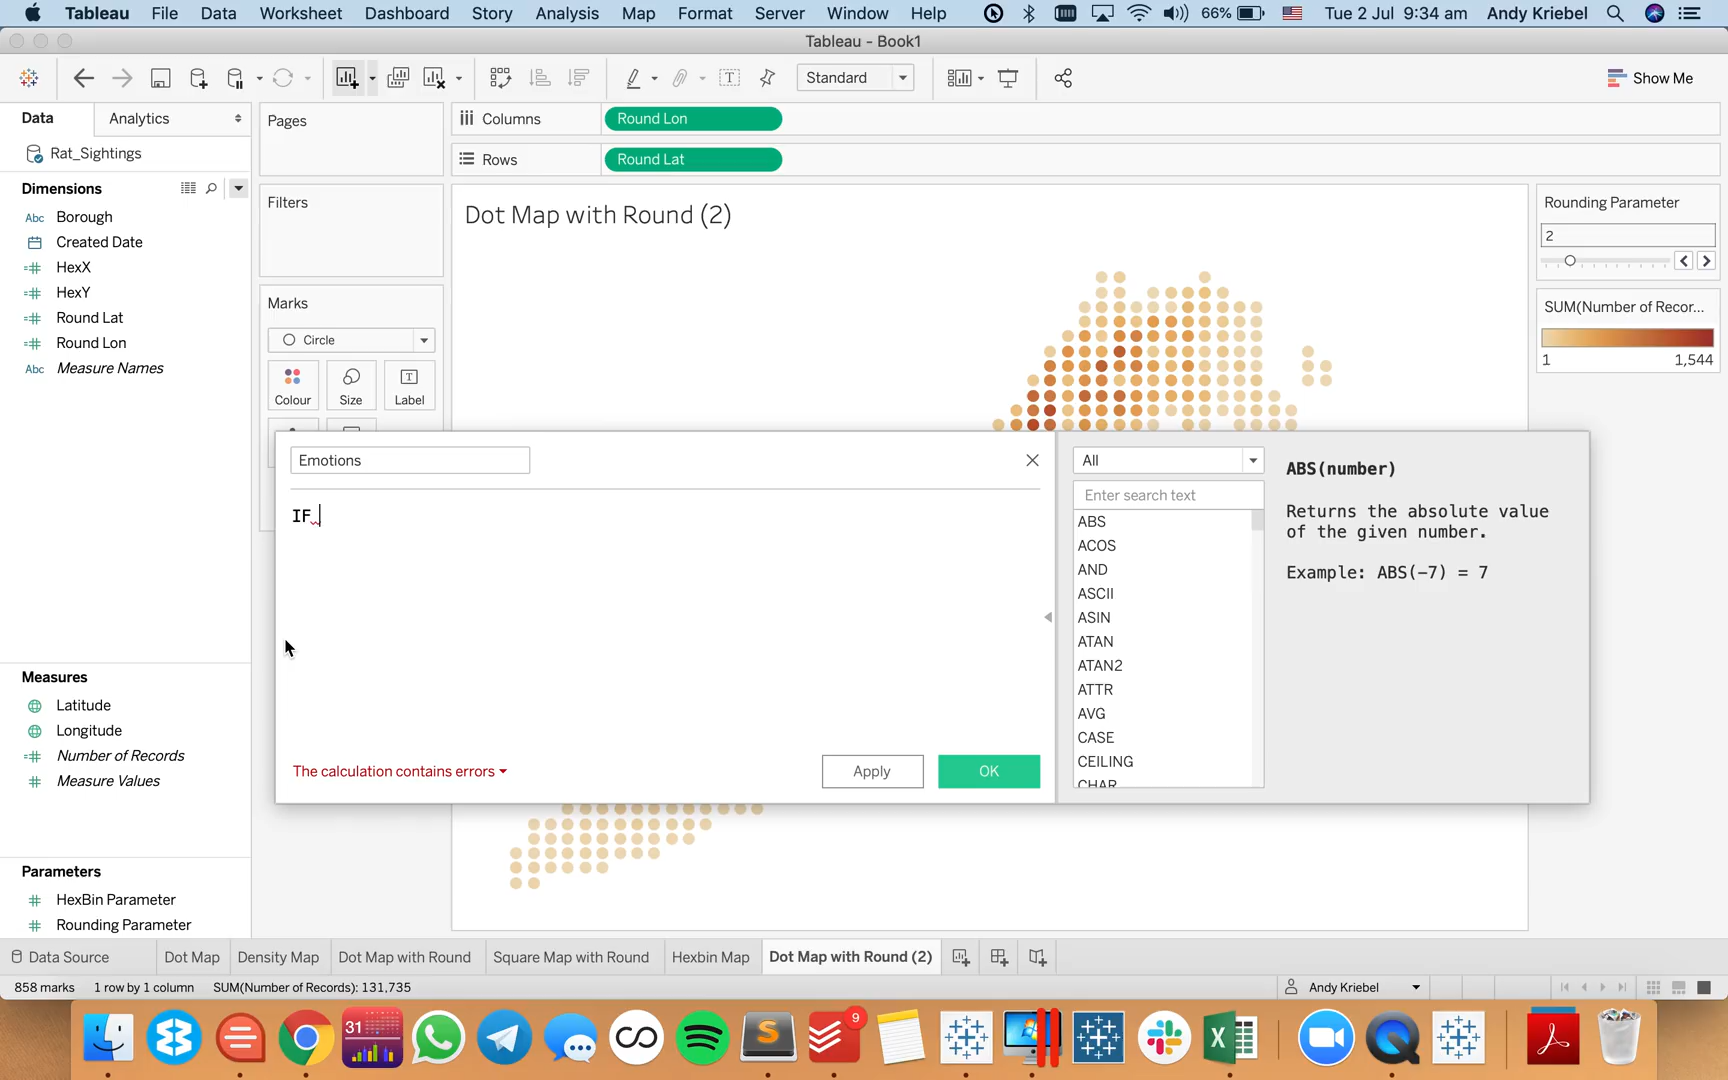 Tableau File Data Worksheet Dashboard Story Analysis Map Format Server Window Help 66% Tue 2 Jul 9:34 am Andy Kriebel
Tableau - Book1
Standard Show Me
Data Analytics
Pages
Columns Round Lon
Rat_Sightings
Rows Round Lat
Dimensions
Filters
Dot Map with Round (2)
Rounding Parameter
2
Abc Borough
Created Date
HexX
HexY
Round Lat
Round Lon
Abc Measure Names
Marks
Circle
Colour Size Label
SUM(Number of Recor...
1 1,544
Emotions
IF
The calculation contains errors
Apply OK
All
Enter search text
ABS
ACOS
AND
ASCII
ASIN
ATAN
ATAN2
ATTR
AVG
CASE
CEILING
CHAR
ABS(number)
Returns the absolute value
of the given number.
Example: ABS(-7) = 7
Measures
Latitude
Longitude
Number of Records
Measure Values
Parameters
HexBin Parameter
Rounding Parameter
Data Source Dot Map Density Map Dot Map with Round Square Map with Round Hexbin Map Dot Map with Round (2)
858 marks 1 row by 1 column SUM(Number of Records): 131,735 Andy Kriebel
31
9